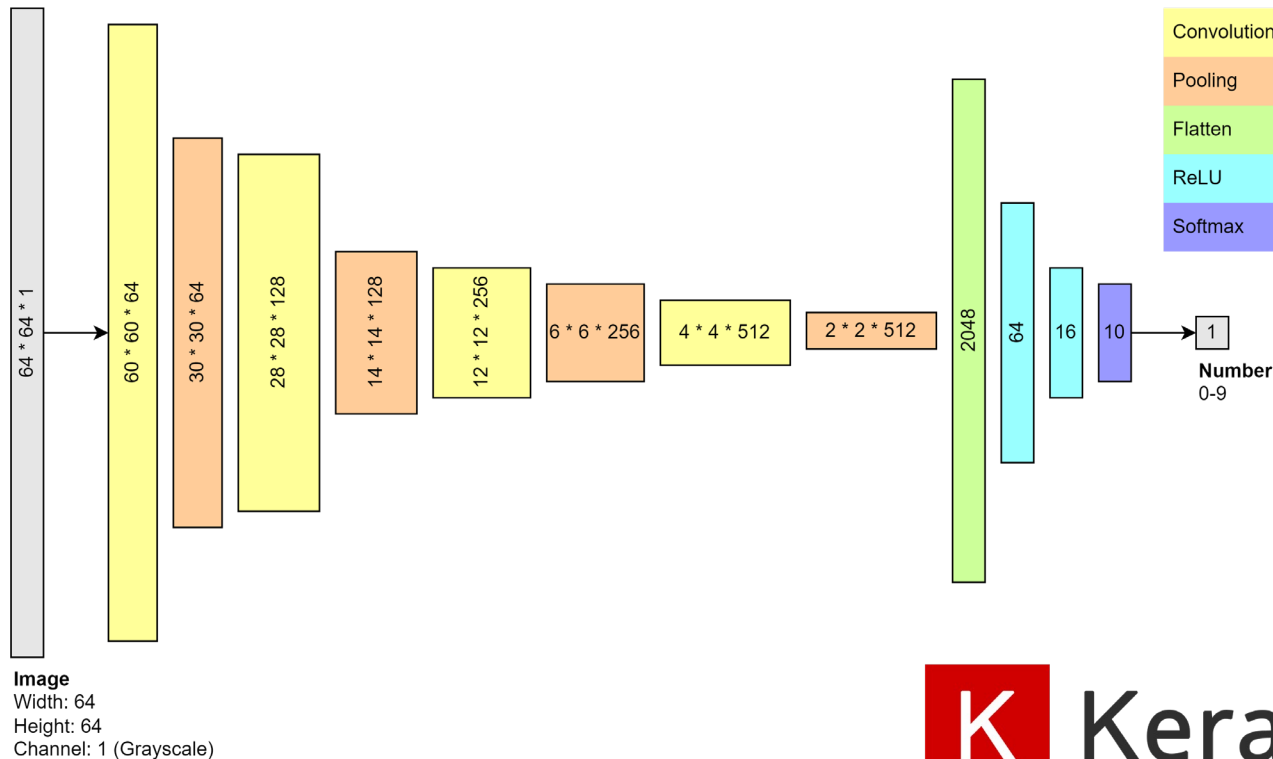 64 * 64 * 1
60 * 60 * 64
30 * 30 * 64
28 * 28 * 128
14 * 14 * 128
12 * 12 * 256
6 * 6 * 256
4 * 4 * 512
2 * 2 * 512
2048
64
16
10
1
Number
0-9
Convolution
Pooling
Flatten
ReLU
Softmax
Image
Width: 64
Height: 64
Channel: 1 (Grayscale)
K Kera